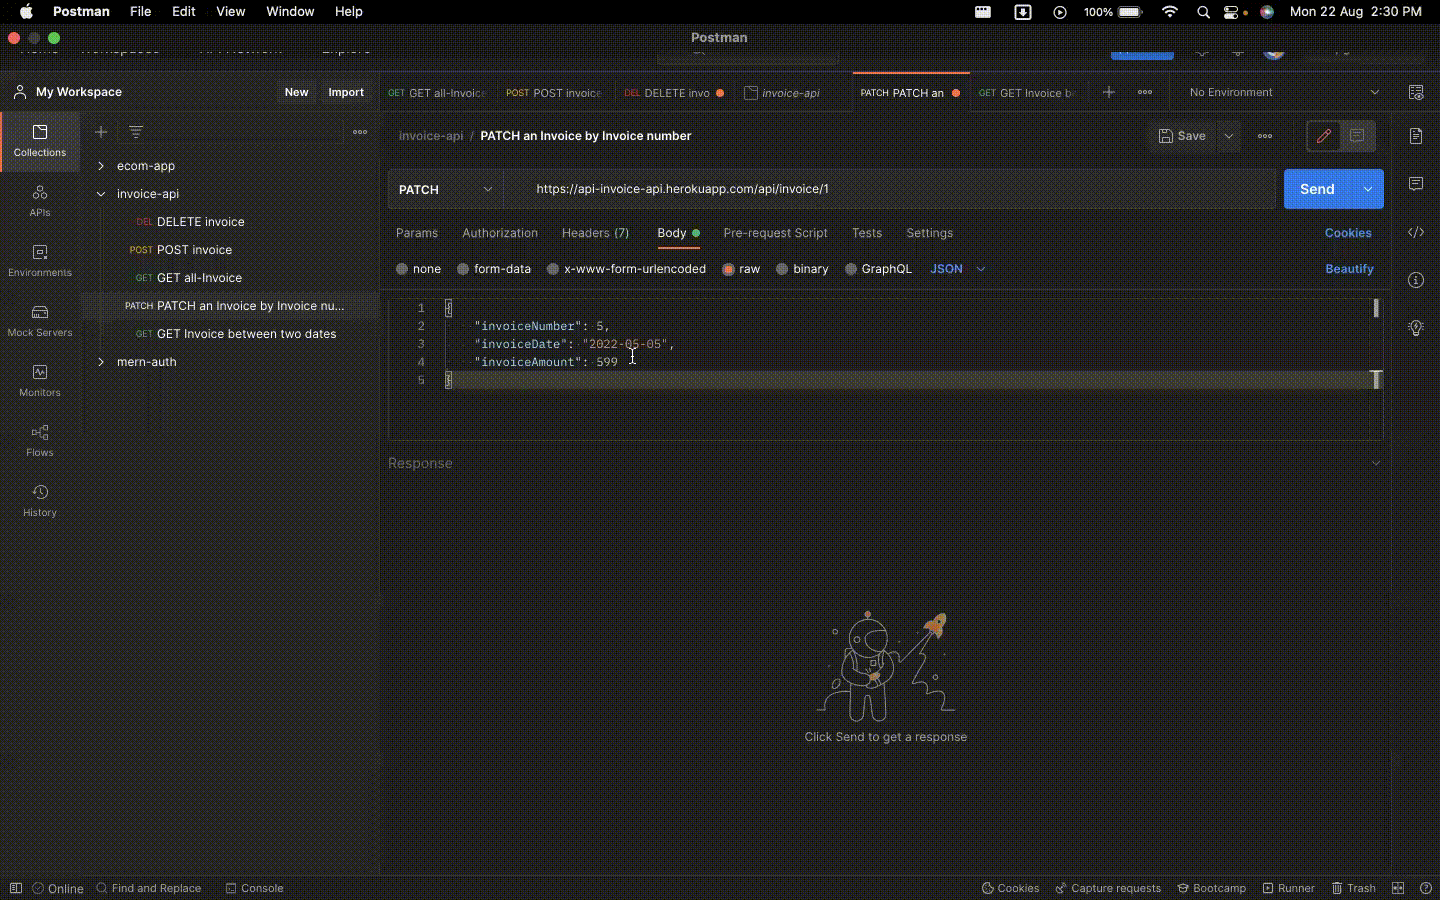 Postman File Edit View Window Help 100% Mon 22 Aug 2:30 PM
Postman
My Workspace New Import
GET GET all-Invoice POST POST invoice DEL DELETE invo invoice-api PATCH PATCH an GET GET Invoice be No Environment
Collections
APIs
Environments
Mock Servers
Monitors
Flows
History
ecom-app
invoice-api
DEL DELETE invoice
POST POST invoice
GET GET all-Invoice
PATCH PATCH an Invoice by Invoice nu...
GET GET Invoice between two dates
mern-auth
invoice-api / PATCH an Invoice by Invoice number Save
PATCH https://api-invoice-api.herokuapp.com/api/invoice/1 Send
Params Authorization Headers (7) Body Pre-request Script Tests Settings Cookies
none form-data x-www-form-urlencoded raw binary GraphQL JSON Beautify
1 {
2 "invoiceNumber": 5,
3 "invoiceDate": "2022-05-05",
4 "invoiceAmount": 599
5 }
Response
Click Send to get a response
Online Find and Replace Console Cookies Capture requests Bootcamp Runner Trash